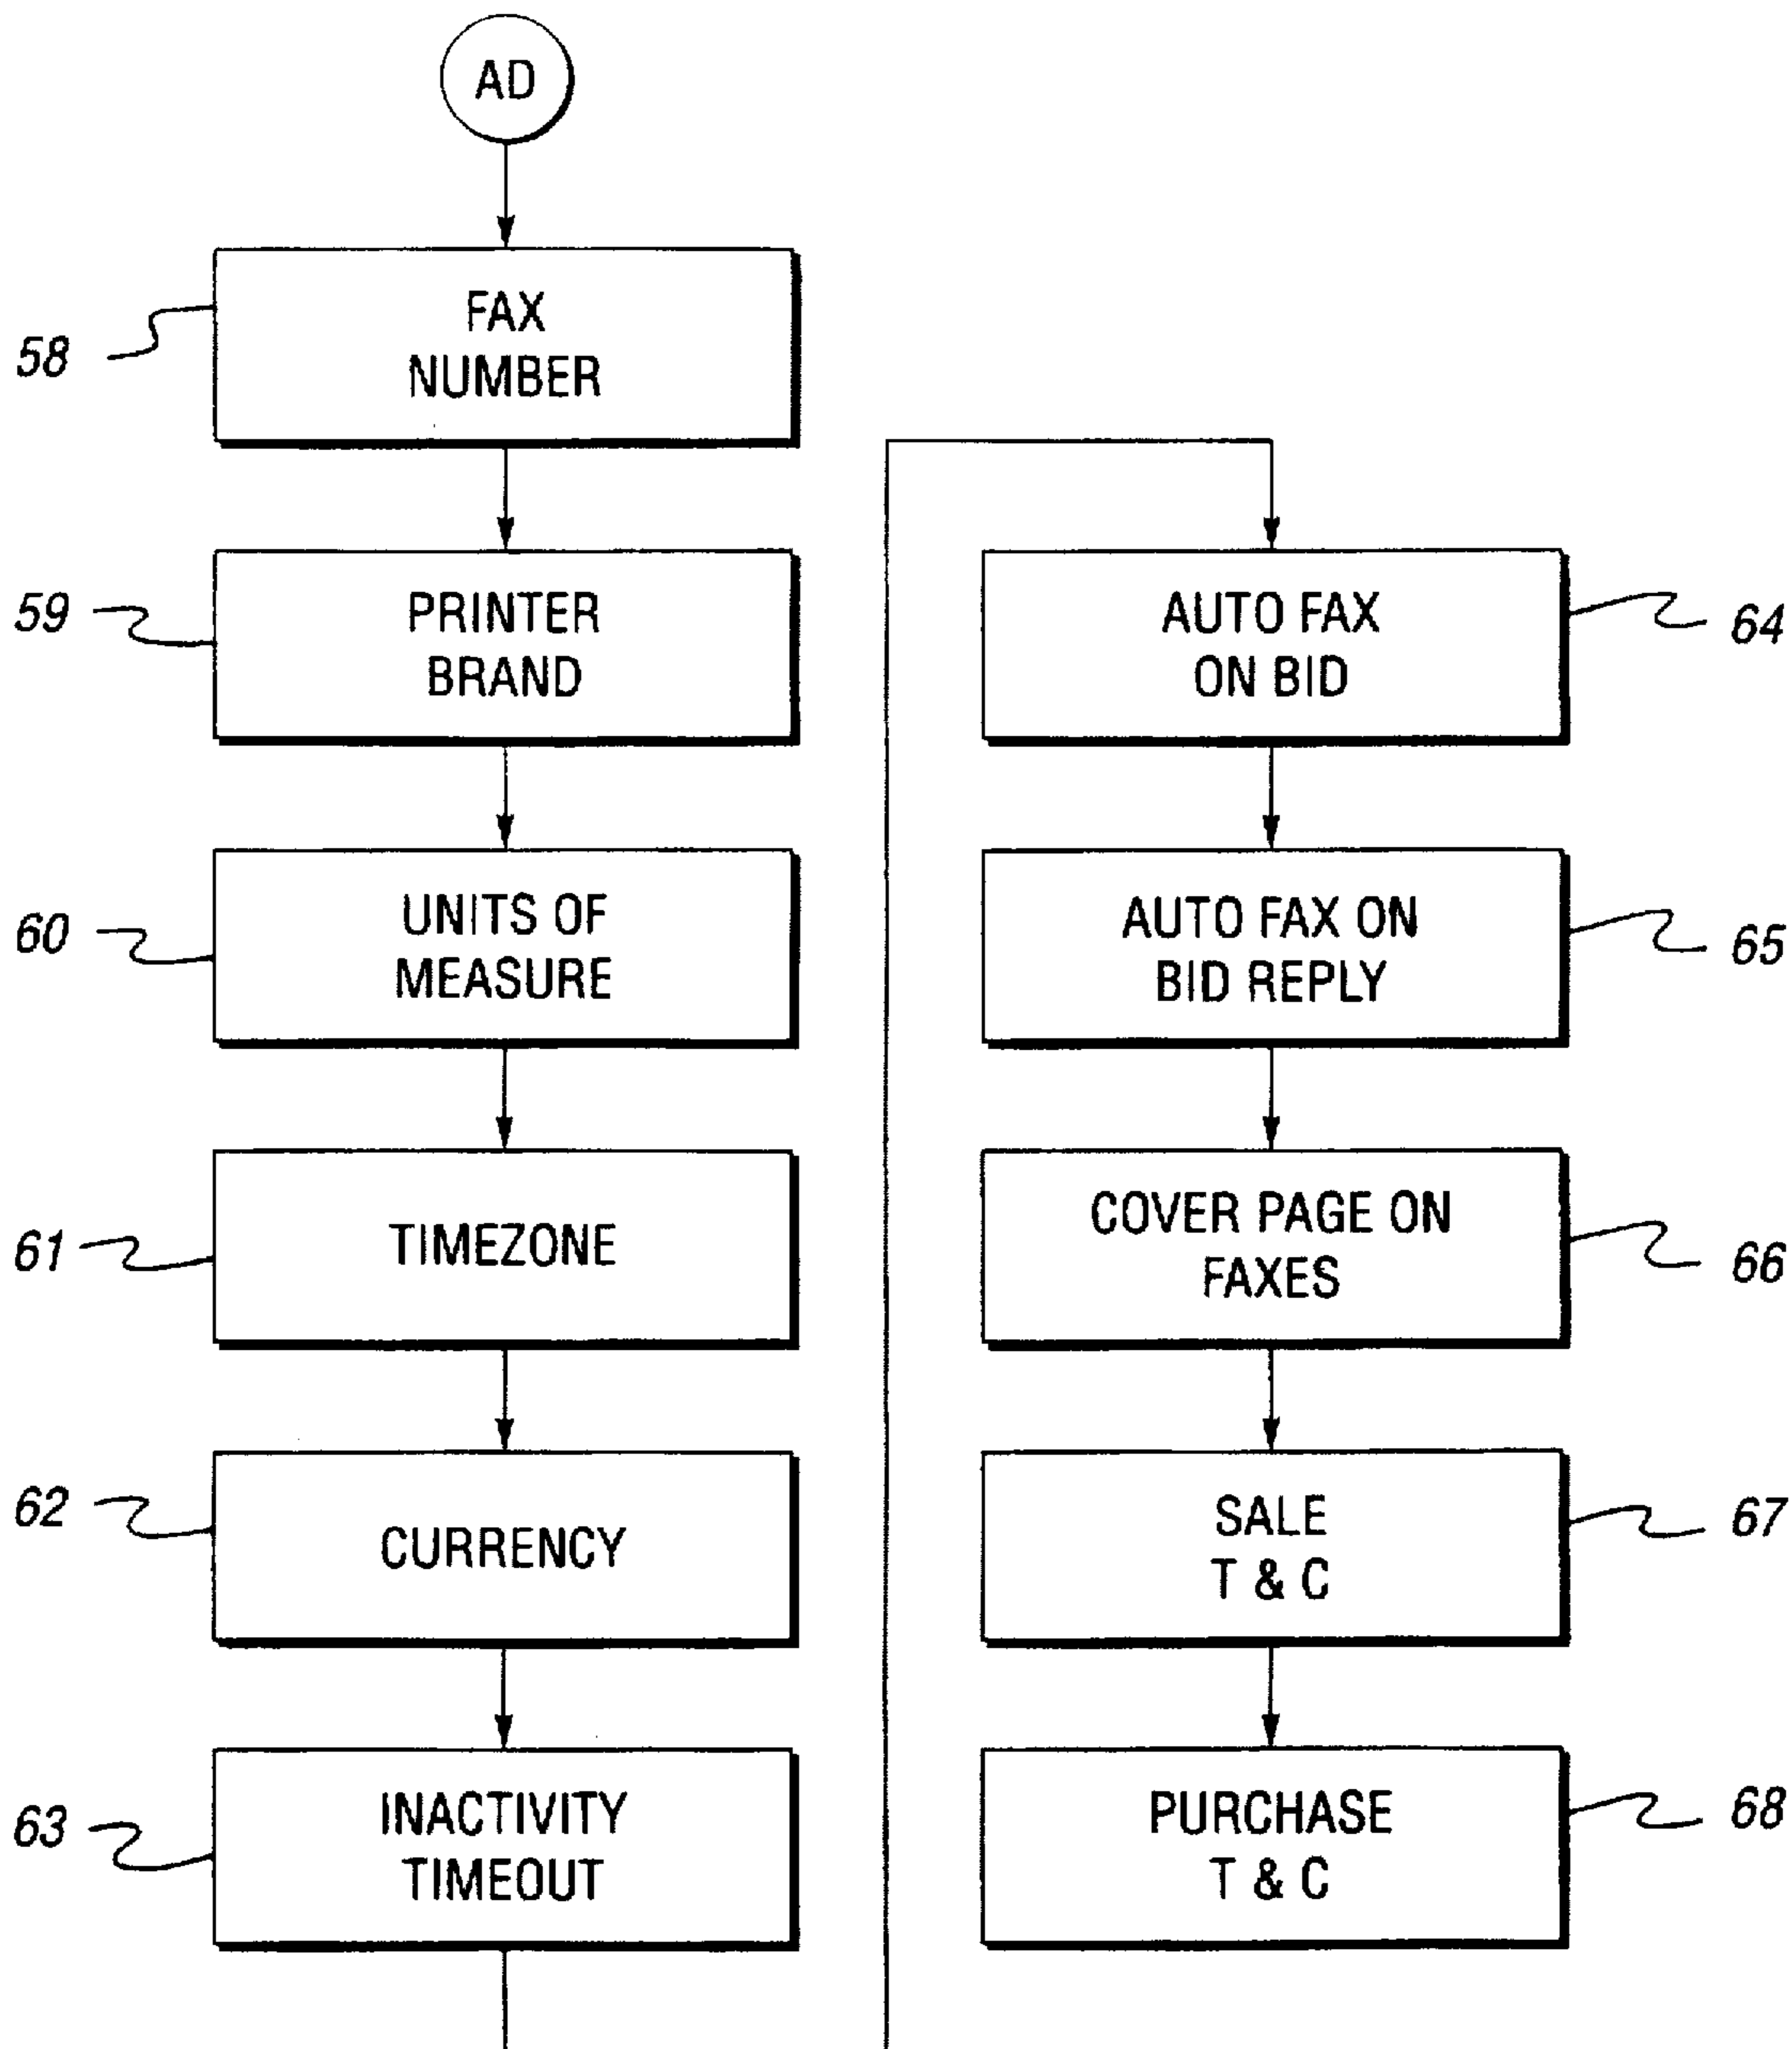 AD
58
FAX
NUMBER
59
PRINTER
BRAND
60
UNITS OF
MEASURE
61
TIMEZONE
62
CURRENCY
63
INACTIVITY
TIMEOUT
AUTO FAX
ON BID
64
AUTO FAX ON
BID REPLY
65
COVER PAGE ON
FAXES
66
SALE
T & C
67
PURCHASE
T & C
68